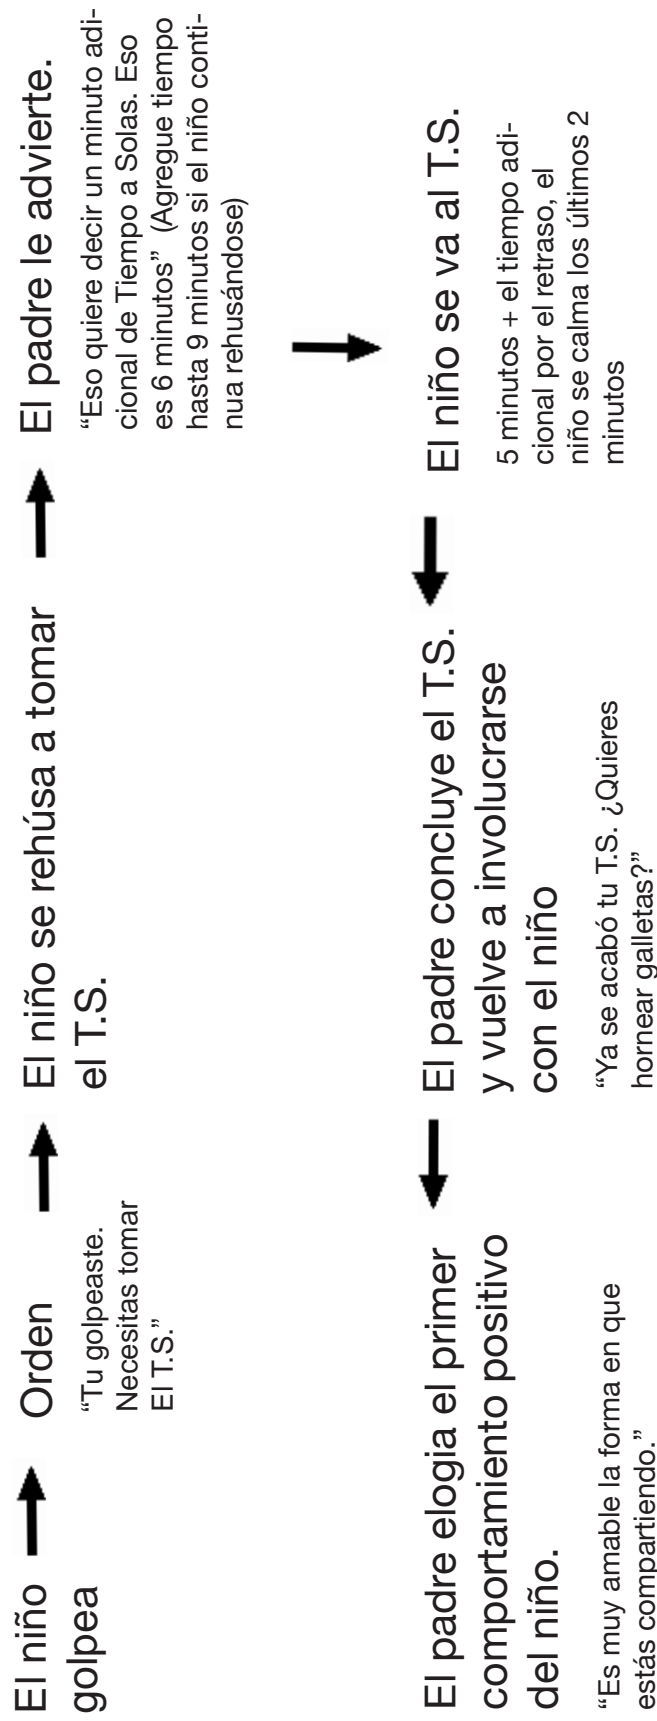 El niño
golpea
Orden
“Tu golpeaste.
Necesitas tomar
El T.S.”
El niño se rehúsa a tomar
el T.S.
El padre le advierte.
“Eso quiere decir un minuto adi-
cional de Tiempo a Solas. Eso
es 6 minutos” (Agregue tiempo
hasta 9 minutos si el niño conti-
nua rehusándose)
El niño se va al T.S.
5 minutos + el tiempo adi-
cional por el retraso, el
niño se calma los últimos 2
minutos
El padre concluye el T.S.
y vuelve a involucrarse
con el niño
“Ya se acabó tu T.S. ¿Quieres
hornear galletas?”
El padre elogia el primer
comportamiento positivo
del niño.
“Es muy amable la forma en que
estás compartiendo.”